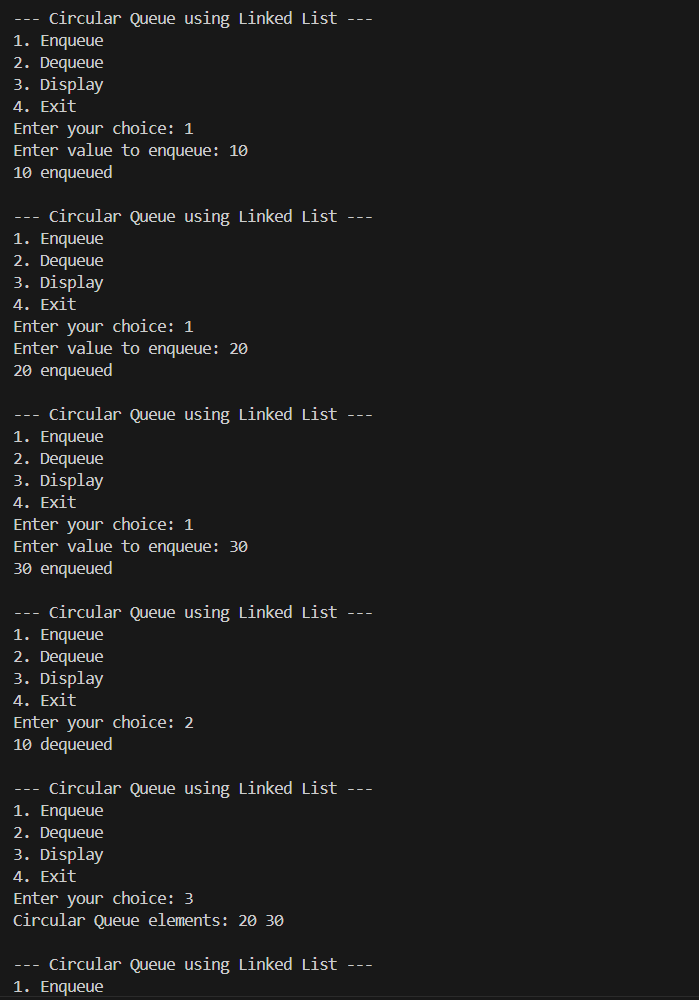 --- Circular Queue using Linked List ---
1. Enqueue
2. Dequeue
3. Display
4. Exit
Enter your choice: 1
Enter value to enqueue: 10
10 enqueued
--- Circular Queue using Linked List ---
1. Enqueue
2. Dequeue
3. Display
4. Exit
Enter your choice: 1
Enter value to enqueue: 20
20 enqueued
--- Circular Queue using Linked List ---
1. Enqueue
2. Dequeue
3. Display
4. Exit
Enter your choice: 1
Enter value to enqueue: 30
30 enqueued
--- Circular Queue using Linked List ---
1. Enqueue
2. Dequeue
3. Display
4. Exit
Enter your choice: 2
10 dequeued
--- Circular Queue using Linked List ---
1. Enqueue
2. Dequeue
3. Display
4. Exit
Enter your choice: 3
Circular Queue elements: 20 30
--- Circular Queue using Linked List ---
1. Enqueue